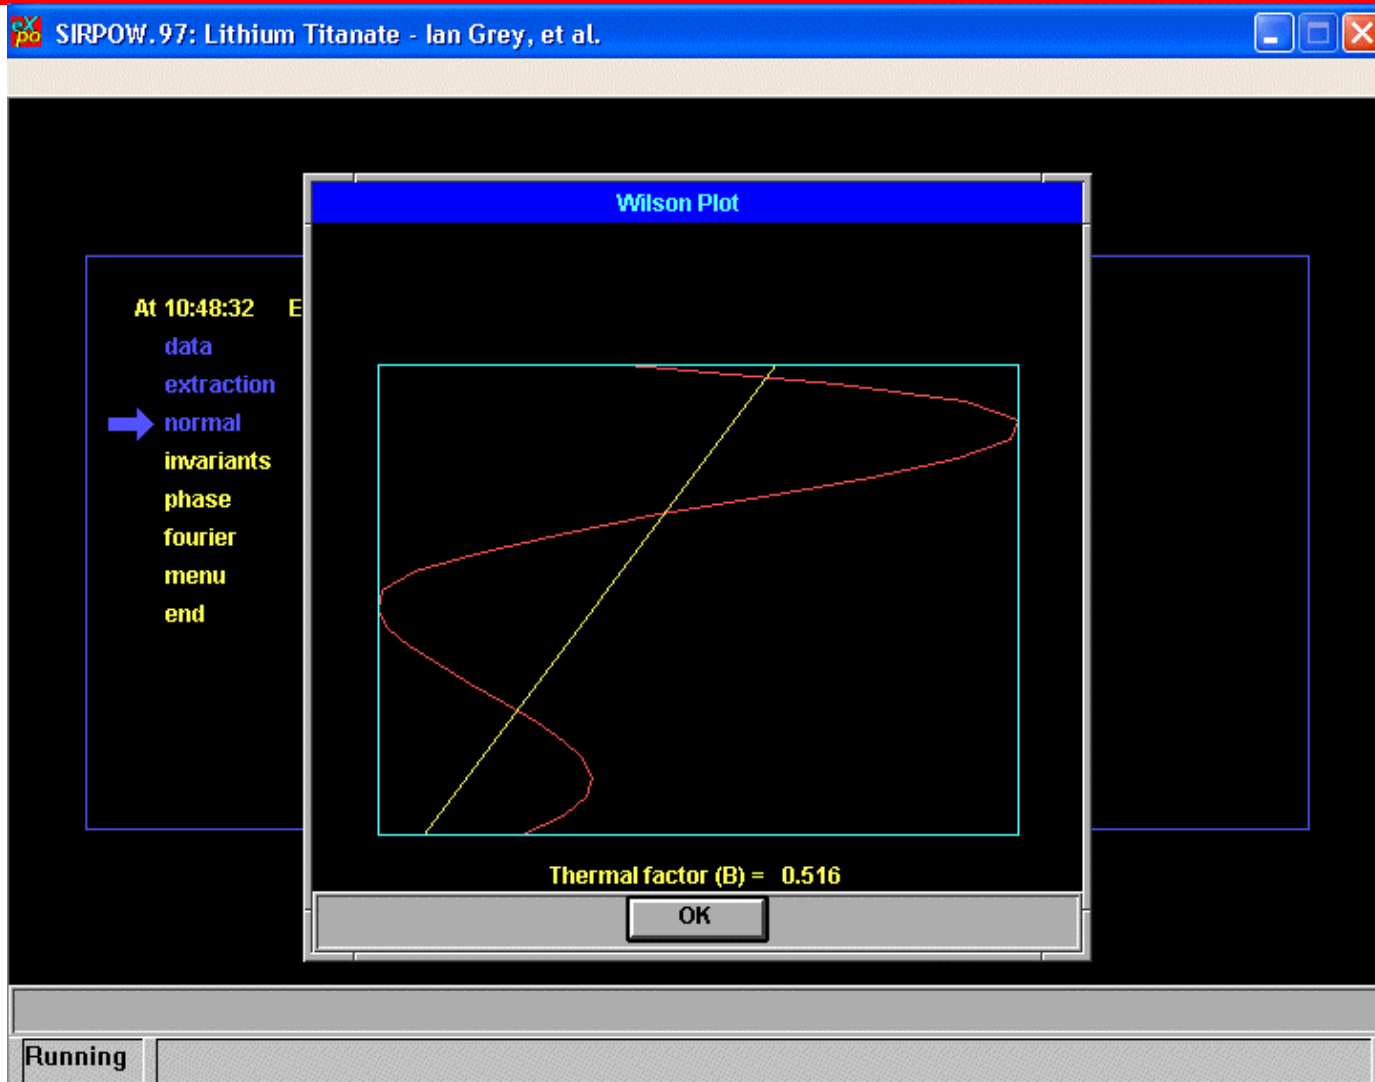 eXpo
SIRPOW.97: Lithium Titanate - Ian Grey, et al.
Wilson Plot
At 10:48:32 E
data
extraction
normal
invariants
phase
fourier
menu
end
Thermal factor (B) = 0.516
OK
Running